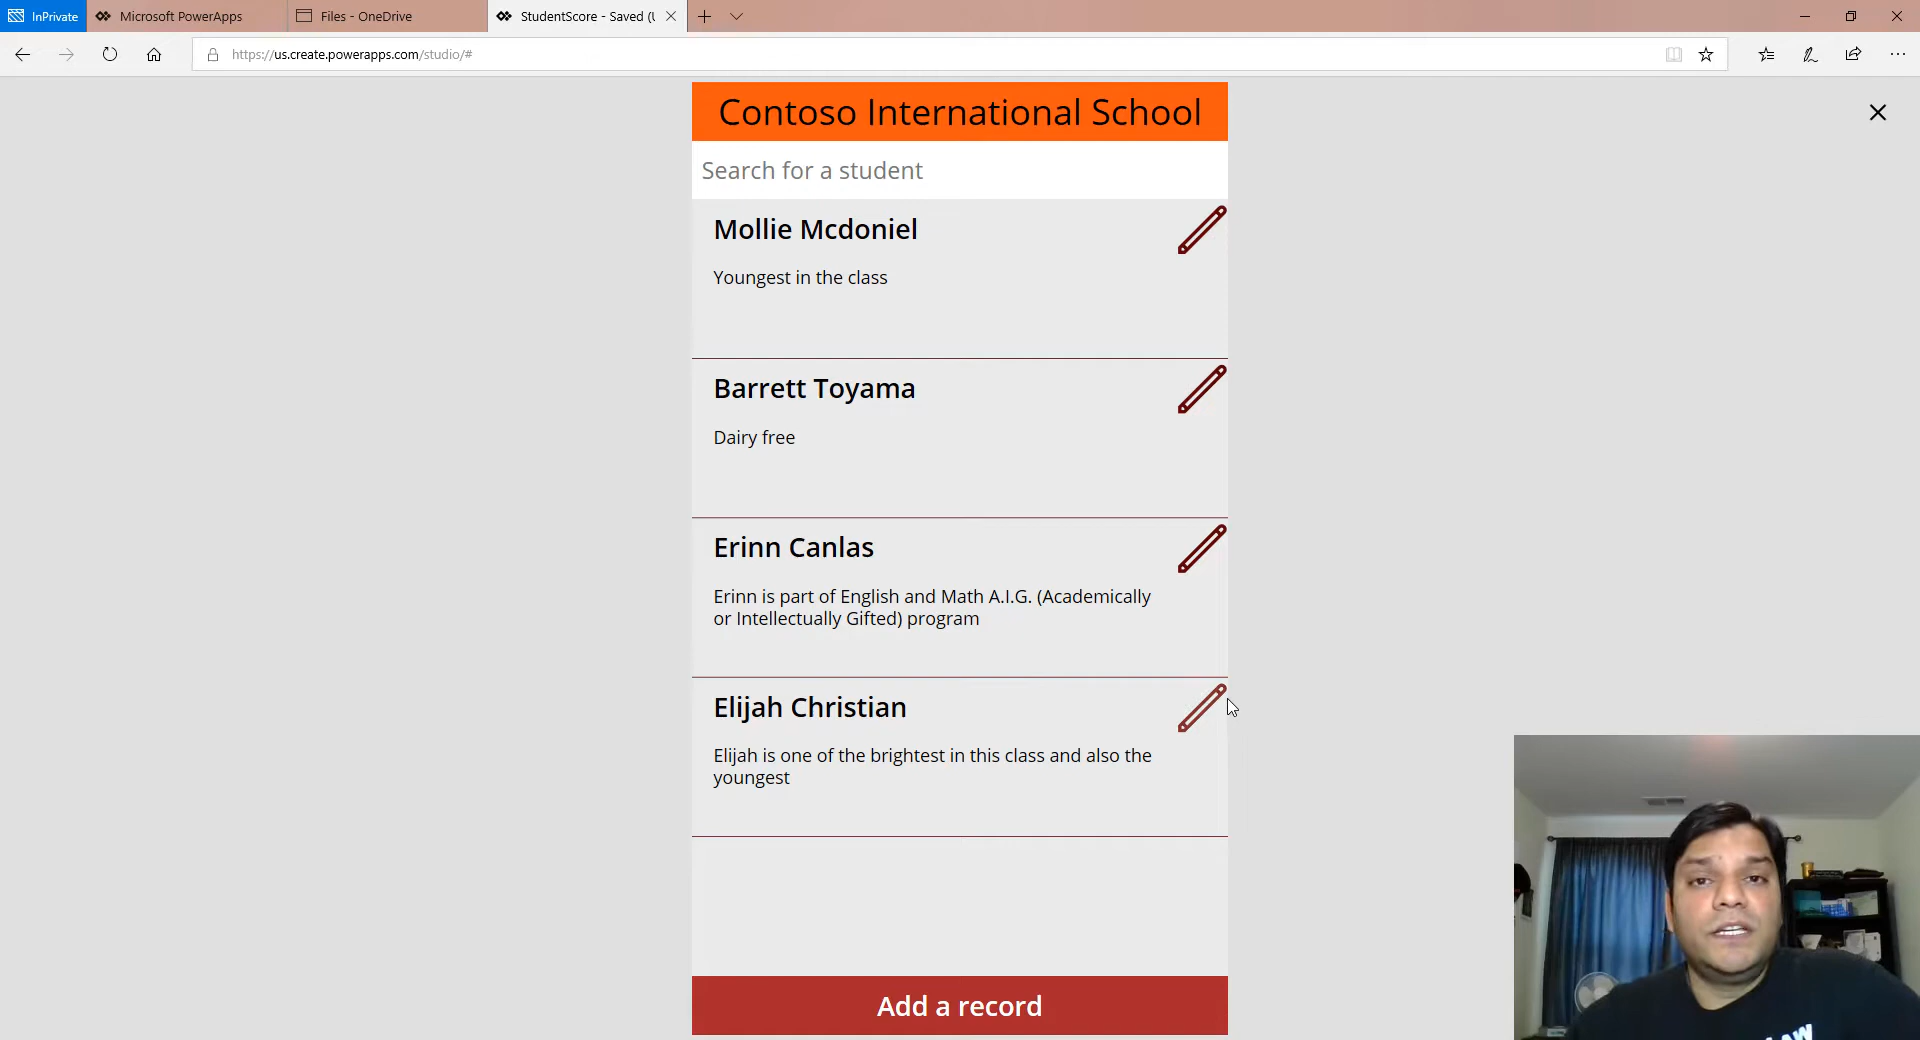 InPrivate
Microsoft PowerApps
Files - OneDrive
StudentScore - Saved (
https://us.create.powerapps.com/studio/#
Contoso International School
Search for a student
Mollie Mcdoniel
Youngest in the class
Barrett Toyama
Dairy free
Erinn Canlas
Erinn is part of English and Math A.I.G. (Academically
or Intellectually Gifted) program
Elijah Christian
Elijah is one of the brightest in this class and also the
youngest
Add a record